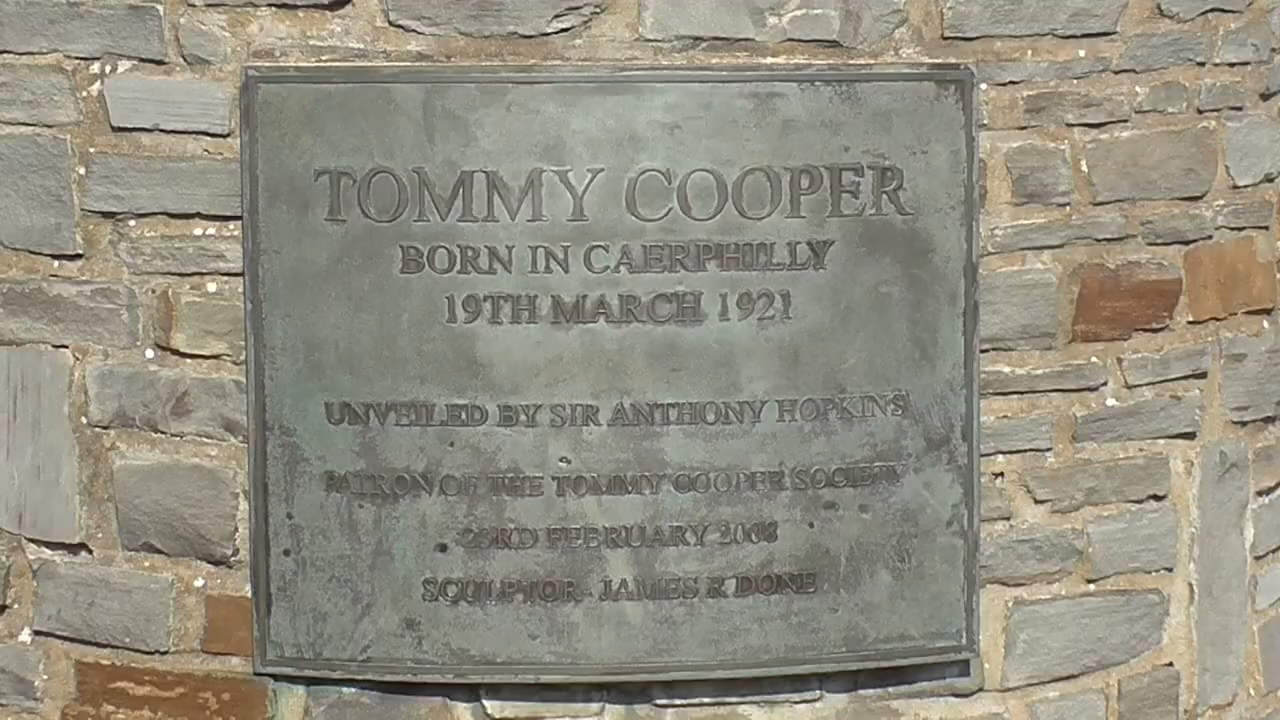 TOMMY COOPER
BORN IN CAERPHILLY
19TH MARCH 1921
UNVEILED BY SIR ANTHONY HOPKINS
PATRON OF THE TOMMY COOPER SOCIETY
23RD FEBRUARY 2008
SCULPTOR - JAMES R DONE